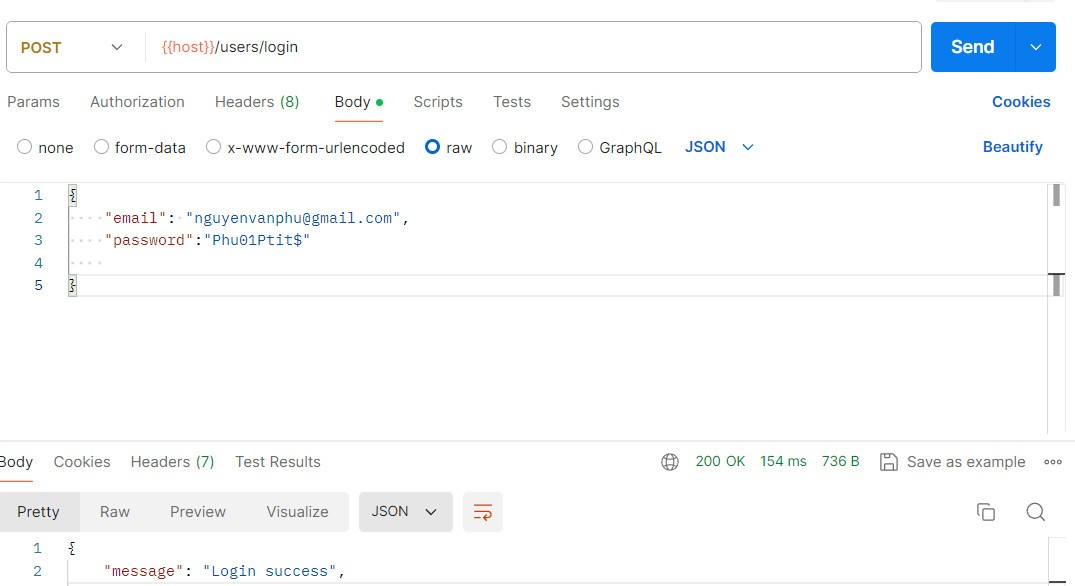 POST {{host}}/users/login Send
Params Authorization Headers (8) Body Scripts Tests Settings Cookies
none form-data x-www-form-urlencoded raw binary GraphQL JSON Beautify
1 {
2 "email": "nguyenvanphu@gmail.com",
3 "password":"Phu01Ptit$"
4
5 }
Body Cookies Headers (7) Test Results 200 OK 154 ms 736 B Save as example
Pretty Raw Preview Visualize JSON
1 {
2 "message": "Login success",